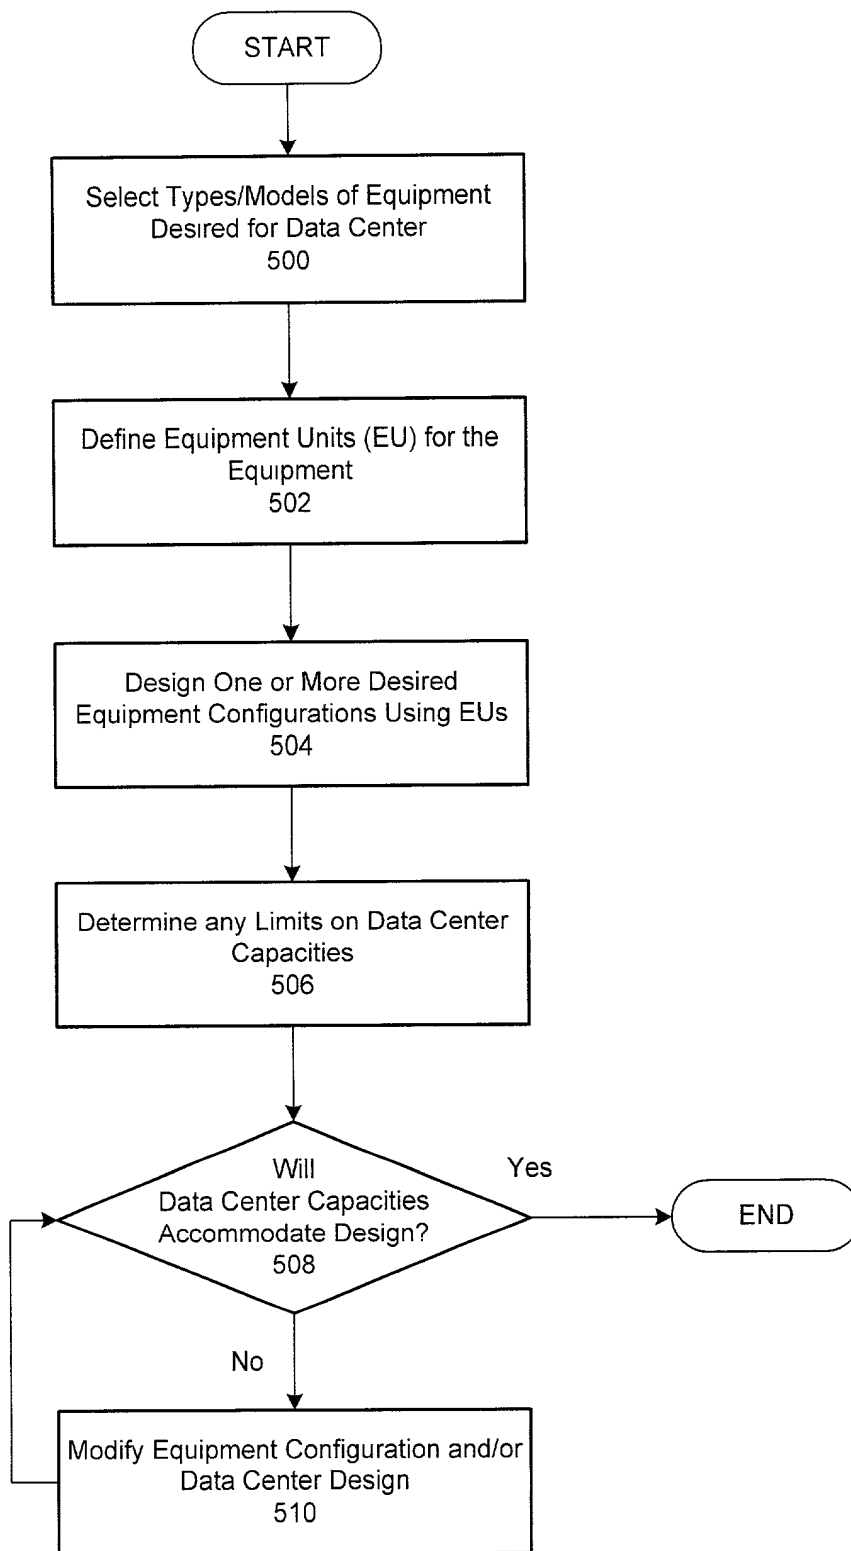 START
Select Types/Models of Equipment
Desired for Data Center
500
Define Equipment Units (EU) for the
Equipment
502
Design One or More Desired
Equipment Configurations Using EUs
504
Determine any Limits on Data Center
Capacities
506
Will
Data Center Capacities
Accommodate Design?
508
Yes
END
No
Modify Equipment Configuration and/or
Data Center Design
510